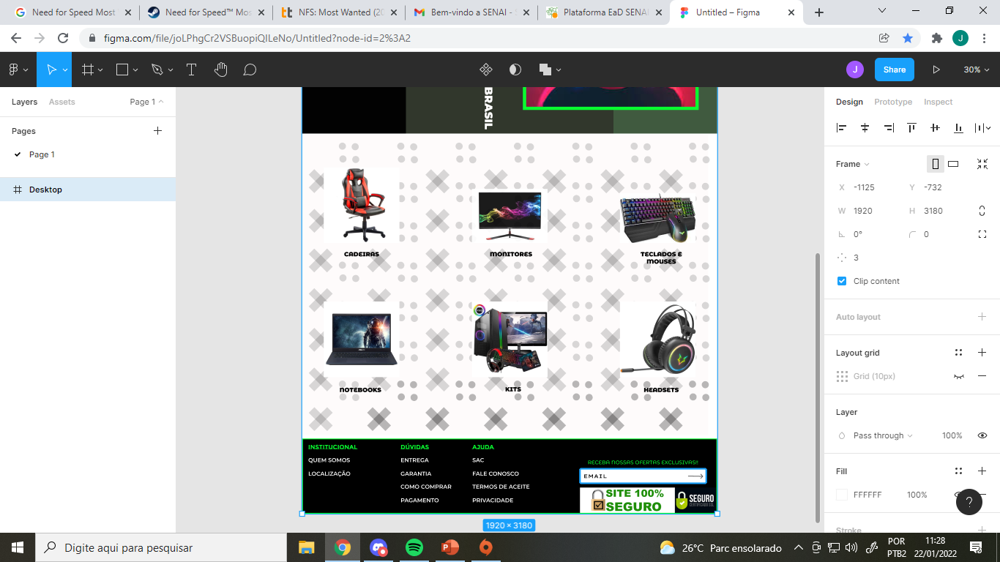 Need for Speed Most
Need for Speed™ Mos
NFS: Most Wanted (20
Bem-vindo a SENAI - S
Plataforma EaD SENAI
Untitled – Figma
figma.com/file/joLPhgCr2VSBuopiQlLeNo/Untitled?node-id=2%3A2
J
J
Share
30%
Layers
Assets
Page 1
Pages
Page 1
Desktop
BRASIL
CADEIRAS
MONITORES
TECLADOS E
MOUSES
NOTEBOOKS
KITS
HEADSETS
INSTITUCIONAL
QUEM SOMOS
LOCALIZAÇÃO
DÚVIDAS
ENTREGA
GARANTIA
COMO COMPRAR
PAGAMENTO
AJUDA
SAC
FALE CONOSCO
TERMOS DE ACEITE
PRIVACIDADE
RECEBA NOSSAS OFERTAS EXCLUSIVAS!!
EMAIL
SITE 100%
SEGURO
SEGURO
CERTIFICADO SSL
1920 × 3180
Design
Prototype
Inspect
Frame
X -1125
Y -732
W 1920
H 3180
0°
0
3
Clip content
Auto layout
Layout grid
Grid (10px)
Layer
Pass through
100%
Fill
FFFFFF
100%
?
Stroke
Digite aqui para pesquisar
26°C Parc ensolarado
POR
PTB2
11:28
22/01/2022